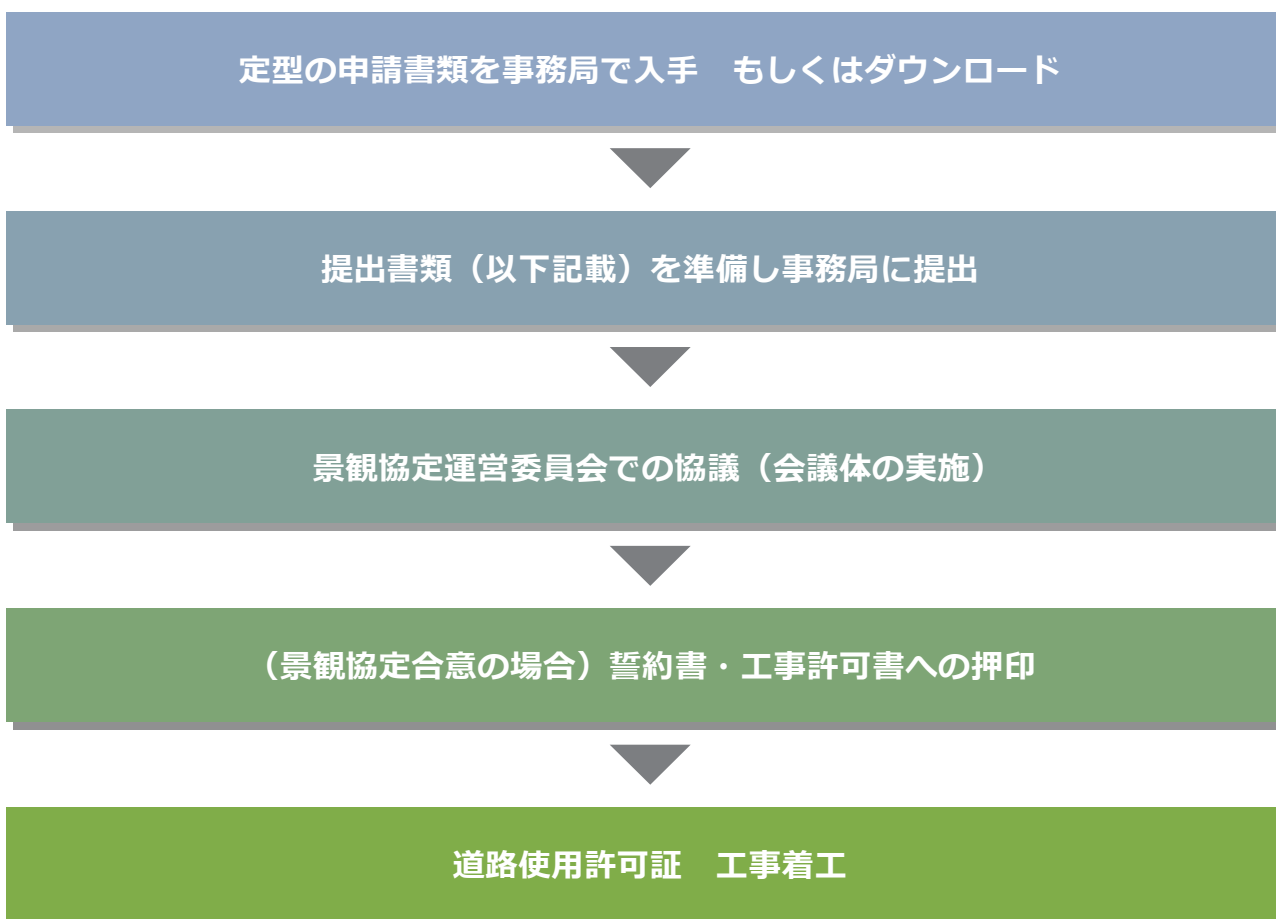 定型の申請書類を事務局で入手　もしくはダウンロード
提出書類（以下記載）を準備し事務局に提出
景観協定運営委員会での協議（会議体の実施）
（景観協定合意の場合）誓約書・工事許可書への押印
道路使用許可証　工事着工